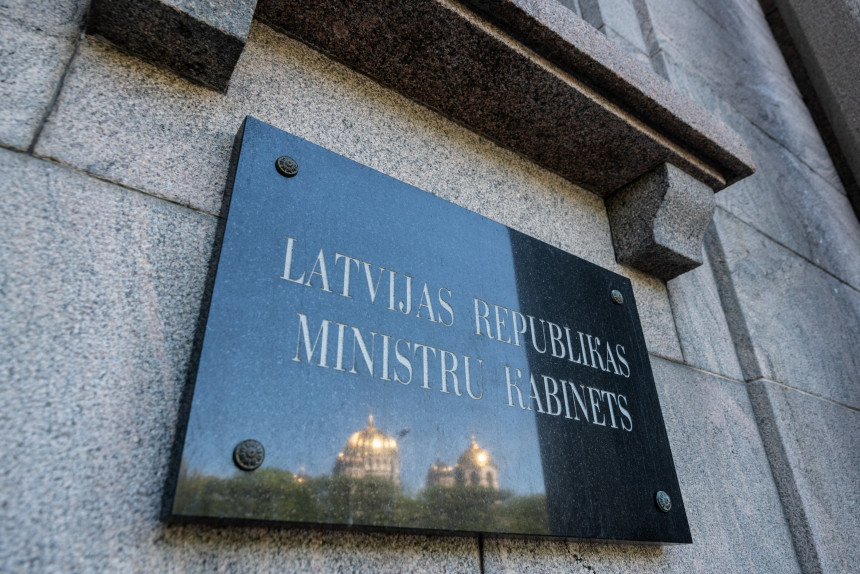 LATVIJAS REPUBLIKAS
MINISTRU KABINETS